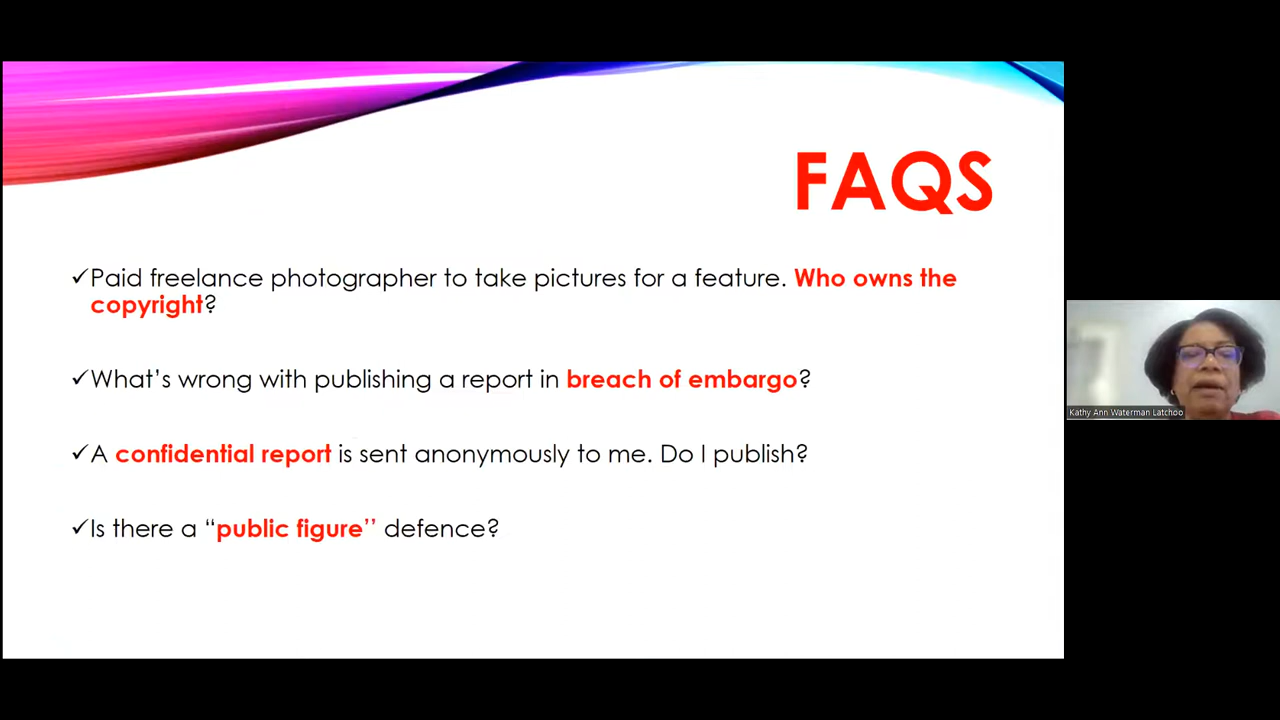 FAQS
✓Paid freelance photographer to take pictures for a feature. Who owns the
copyright?
✓What's wrong with publishing a report in breach of embargo?
✓A confidential report is sent anonymously to me. Do I publish?
✓Is there a “public figure’’ defence?
Kathy Ann Waterman Latchoo